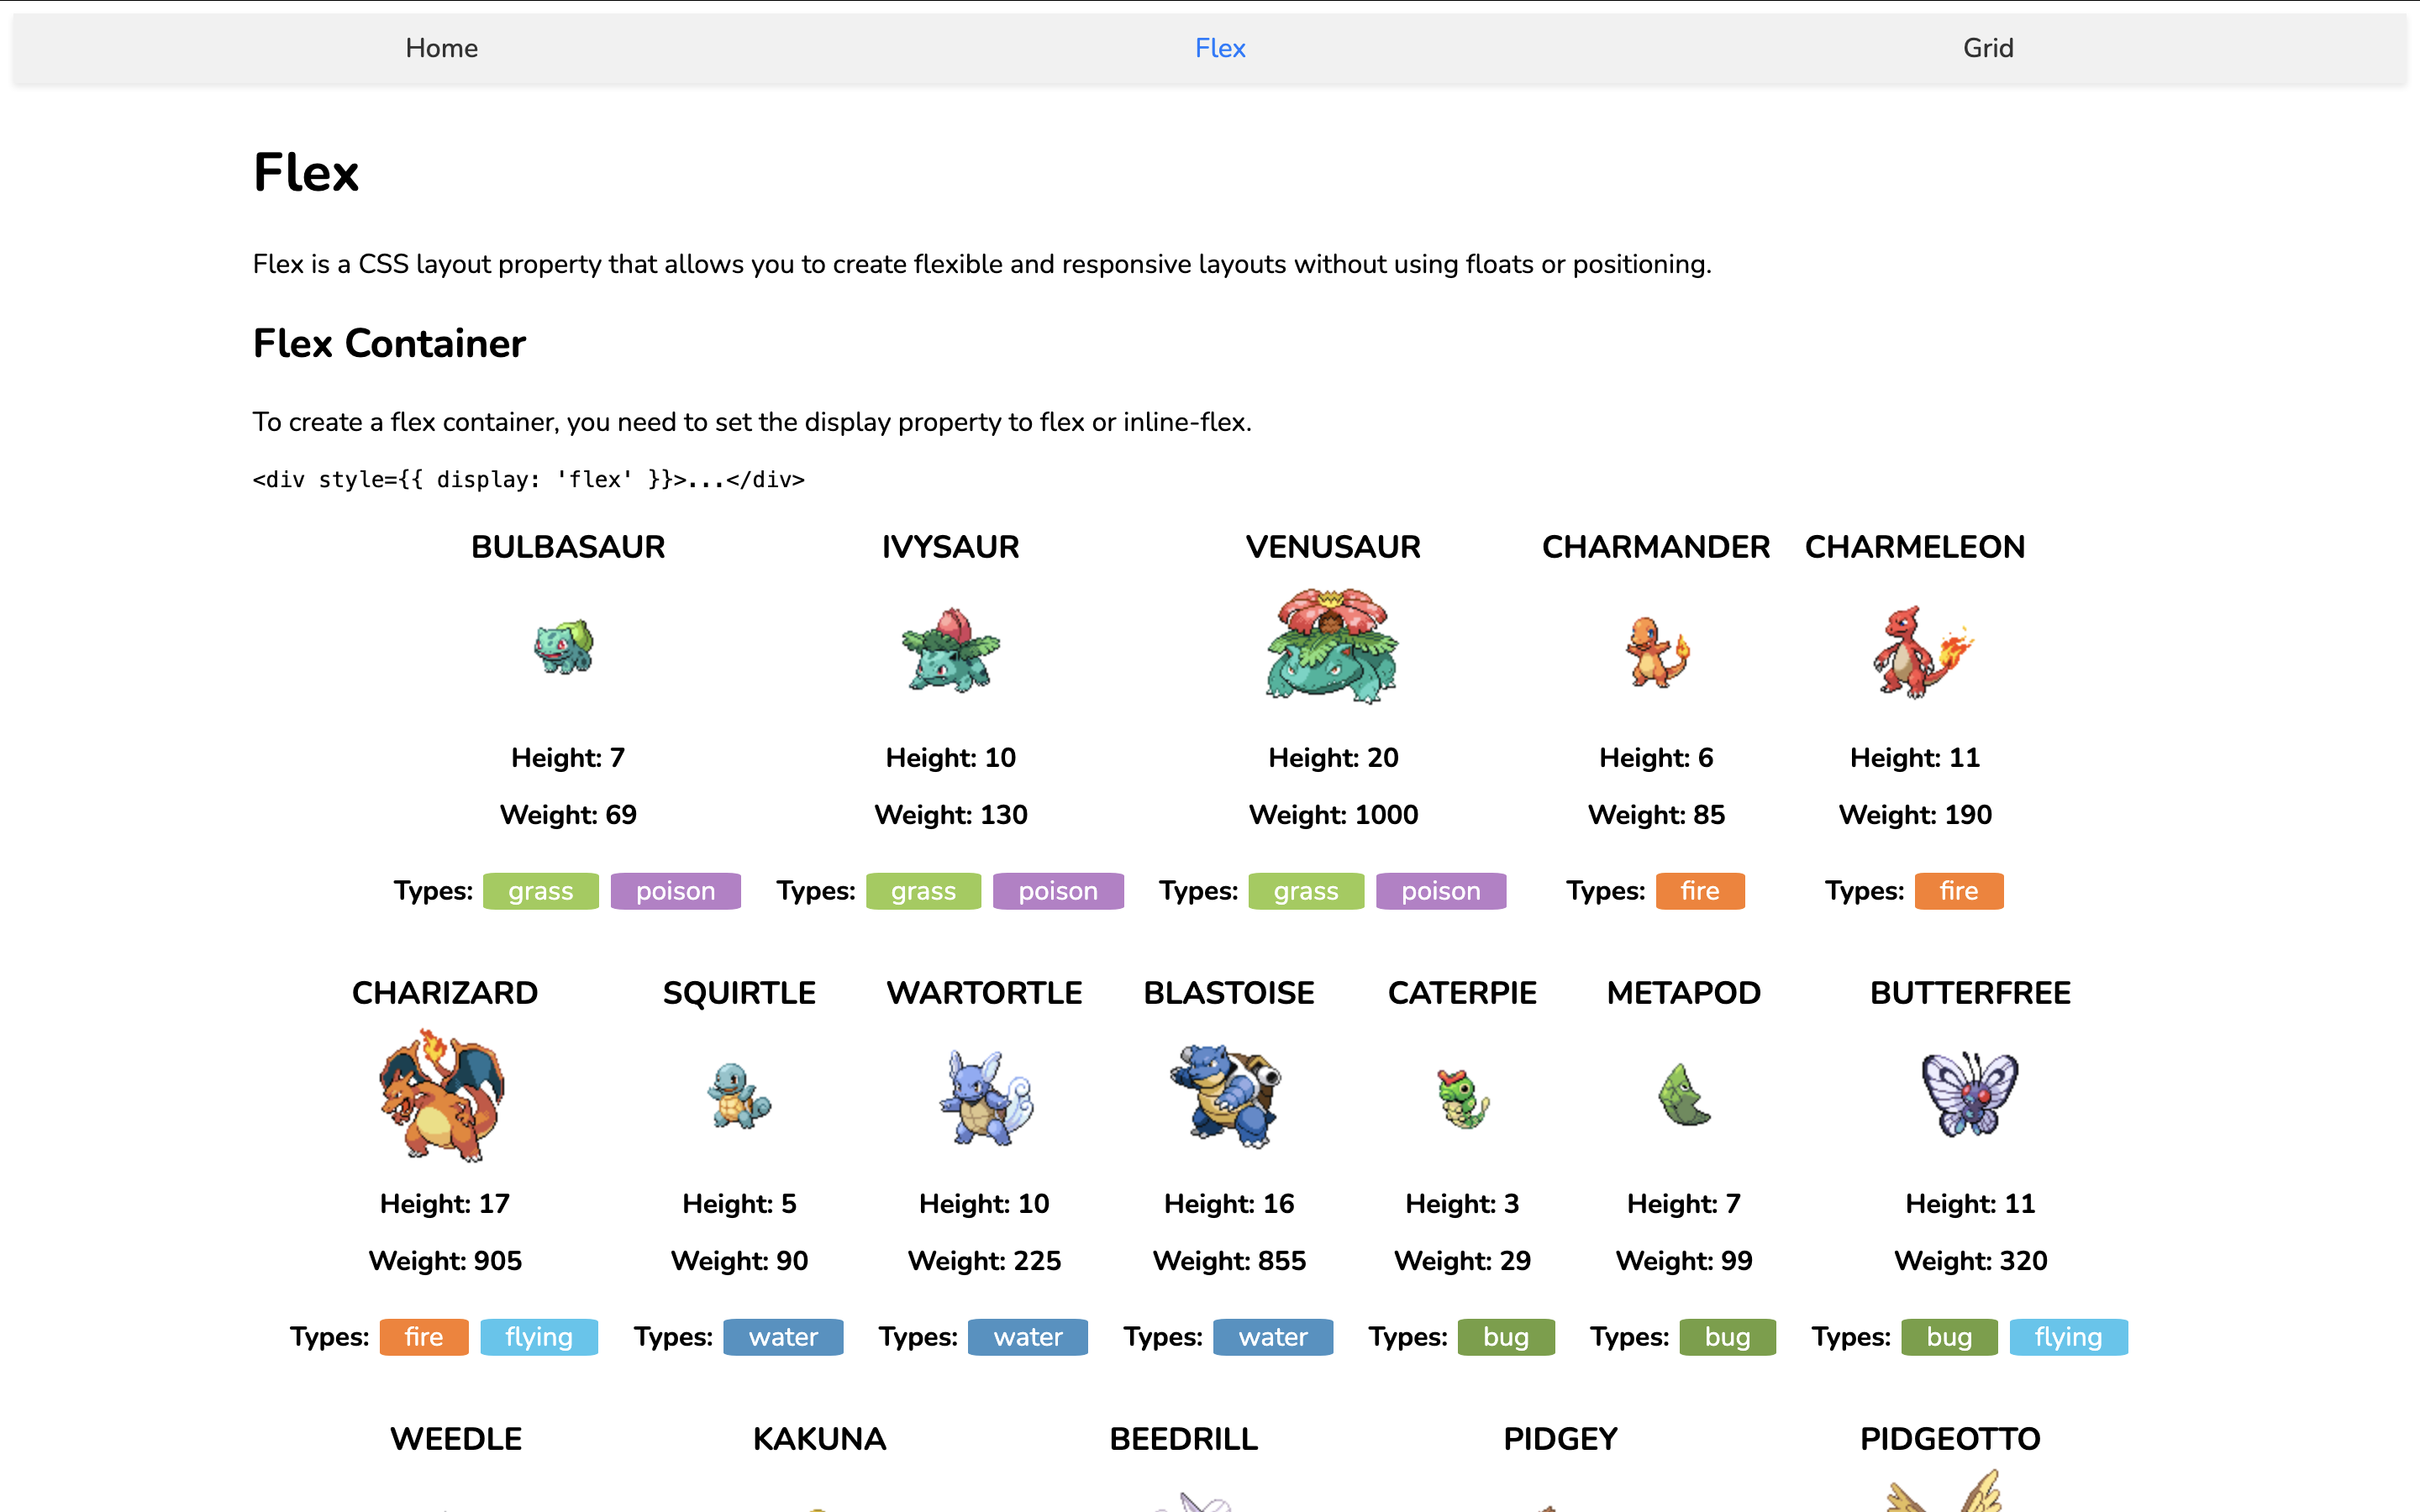 Home Flex Grid
Flex
Flex is a CSS layout property that allows you to create flexible and responsive layouts without using floats or positioning.
Flex Container
To create a flex container, you need to set the display property to flex or inline-flex.
<div style={{ display: 'flex' }}>...</div>
BULBASAUR IVYSAUR VENUSAUR CHARMANDER CHARMELEON
Height: 7 Height: 10 Height: 20 Height: 6 Height: 11
Weight: 69 Weight: 130 Weight: 1000 Weight: 85 Weight: 190
Types: grass poison Types: grass poison Types: grass poison Types: fire Types: fire
CHARIZARD SQUIRTLE WARTORTLE BLASTOISE CATERPIE METAPOD BUTTERFREE
Height: 17 Height: 5 Height: 10 Height: 16 Height: 3 Height: 7 Height: 11
Weight: 905 Weight: 90 Weight: 225 Weight: 855 Weight: 29 Weight: 99 Weight: 320
Types: fire flying Types: water Types: water Types: water Types: bug Types: bug Types: bug flying
WEEDLE KAKUNA BEEDRILL PIDGEY PIDGEOTTO